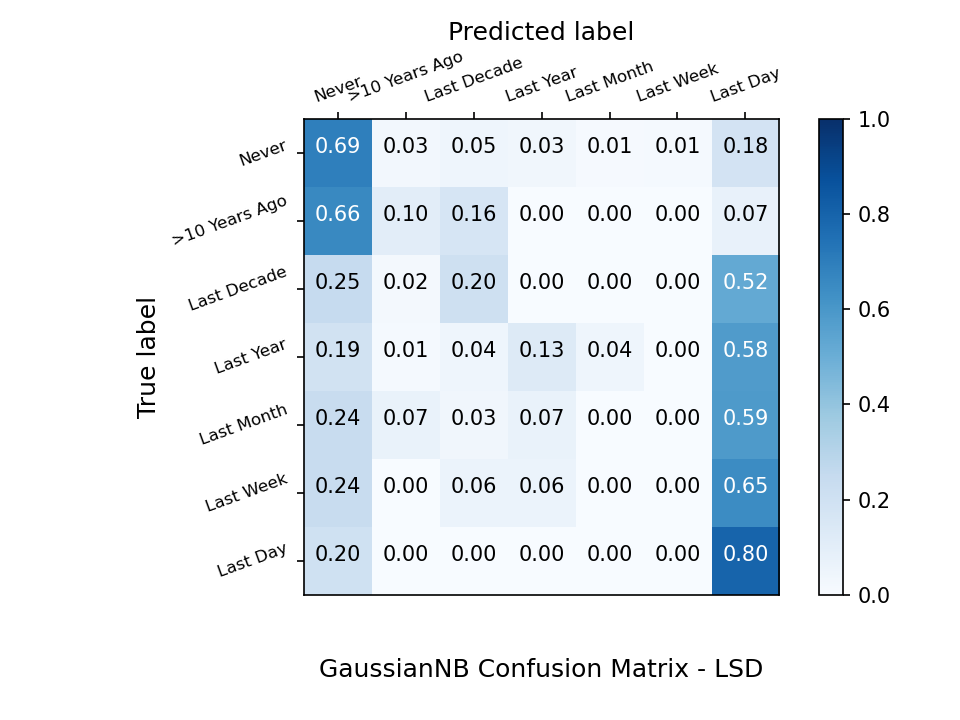 Predicted label
Never >10 Years Ago Last Decade Last Year Last Month Last Week Last Day
True label
Never 0.69 0.03 0.05 0.03 0.01 0.01 0.18
>10 Years Ago 0.66 0.10 0.16 0.00 0.00 0.00 0.07
Last Decade 0.25 0.02 0.20 0.00 0.00 0.00 0.52
Last Year 0.19 0.01 0.04 0.13 0.04 0.00 0.58
Last Month 0.24 0.07 0.03 0.07 0.00 0.00 0.59
Last Week 0.24 0.00 0.06 0.06 0.00 0.00 0.65
Last Day 0.20 0.00 0.00 0.00 0.00 0.00 0.80
1.0
0.8
0.6
0.4
0.2
0.0
GaussianNB Confusion Matrix - LSD